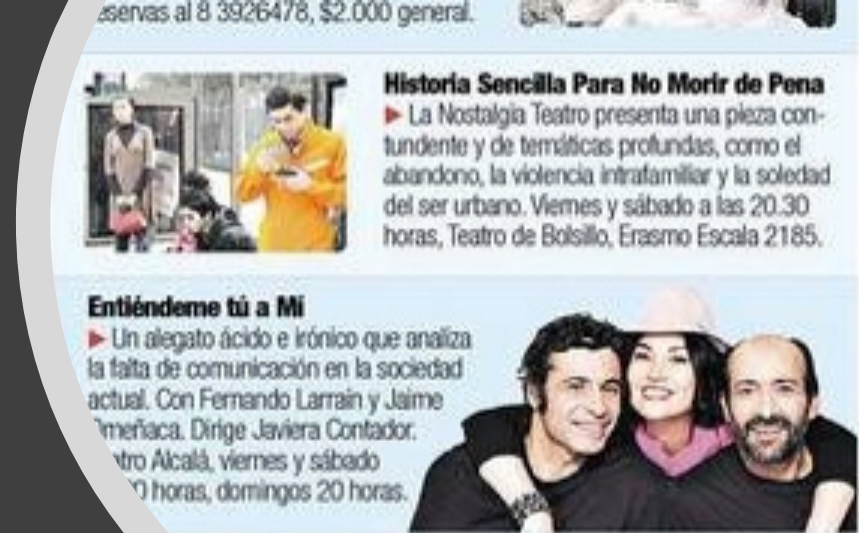 servas al 8 3926478, $2.000 general.
Historia Sencilla Para No Morir de Pena
▶ La Nostalgia Teatro presenta una pieza con-
tundente y de temáticas profundas, como el
abandono, la violencia intrafamiliar y la soledad
del ser urbano. Viernes y sábado a las 20.30
horas, Teatro de Bolsillo, Erasmo Escala 2185.
Entiéndeme tú a Mí
▶ Un alegato ácido e irónico que analiza
la falta de comunicación en la sociedad
actual. Con Fernando Larraín y Jaime
Omeñaca. Dirige Javiera Contador.
tro Alcalá, viernes y sábado
0 horas, domingos 20 horas.